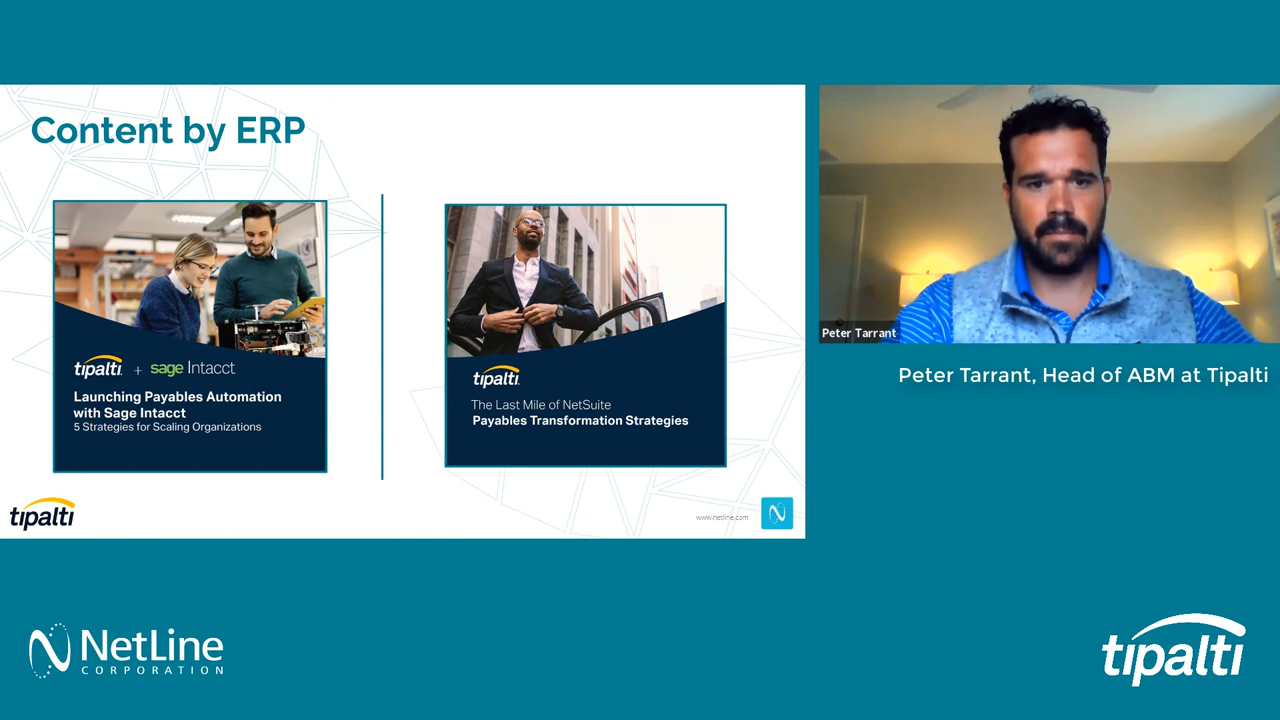 Content by ERP
tipalti + sage Intacct
Launching Payables Automation
with Sage Intacct
5 Strategies for Scaling Organizations
tipalti
The Last Mile of NetSuite
Payables Transformation Strategies
tipalti
www.netline.com
N
Peter Tarrant
Peter Tarrant, Head of ABM at Tipalti
NetLine
CORPORATION
tipalti